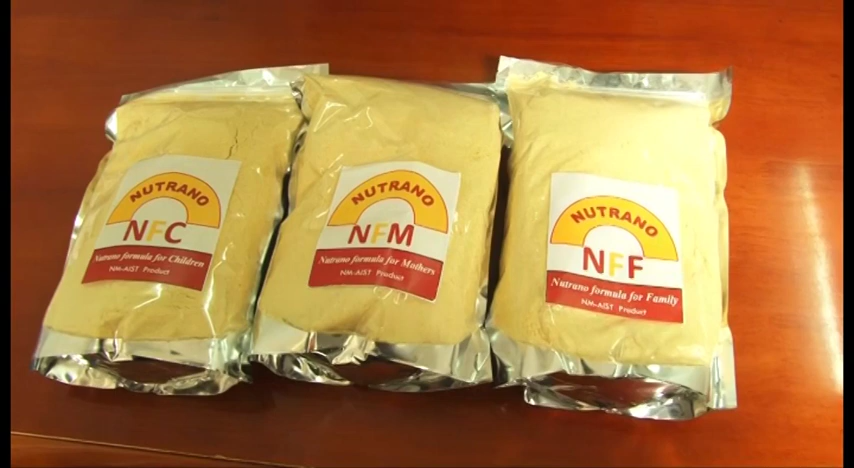 NUTRANO
NFC
Nutrano formula for Children
NM-AIST Product
NUTRANO
NFM
Nutrano formula for Mothers
NM-AIST Product
NUTRANO
NFF
Nutrano formula for Family
NM-AIST Product